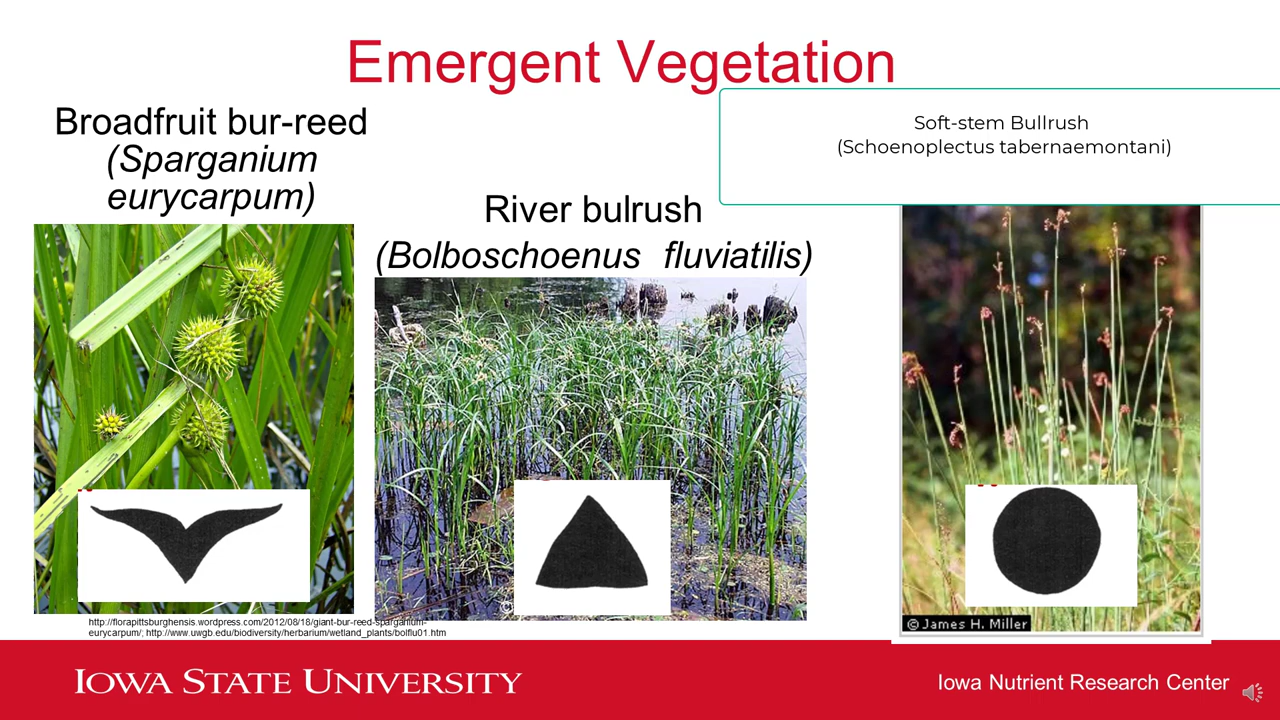 Emergent Vegetation
Broadfruit bur-reed
(Sparganium
eurycarpum)
River bulrush
(Bolboschoenus fluviatilis)
Soft-stem Bullrush
(Schoenoplectus tabernaemontani)
© James H. Miller
http://florapittsburghensis.wordpress.com/2012/08/18/giant-bur-reed-sparganium-
eurycarpum/; http://www.uwgb.edu/biodiversity/herbarium/wetland_plants/bolflu01.htm
IOWA STATE UNIVERSITY
Iowa Nutrient Research Center